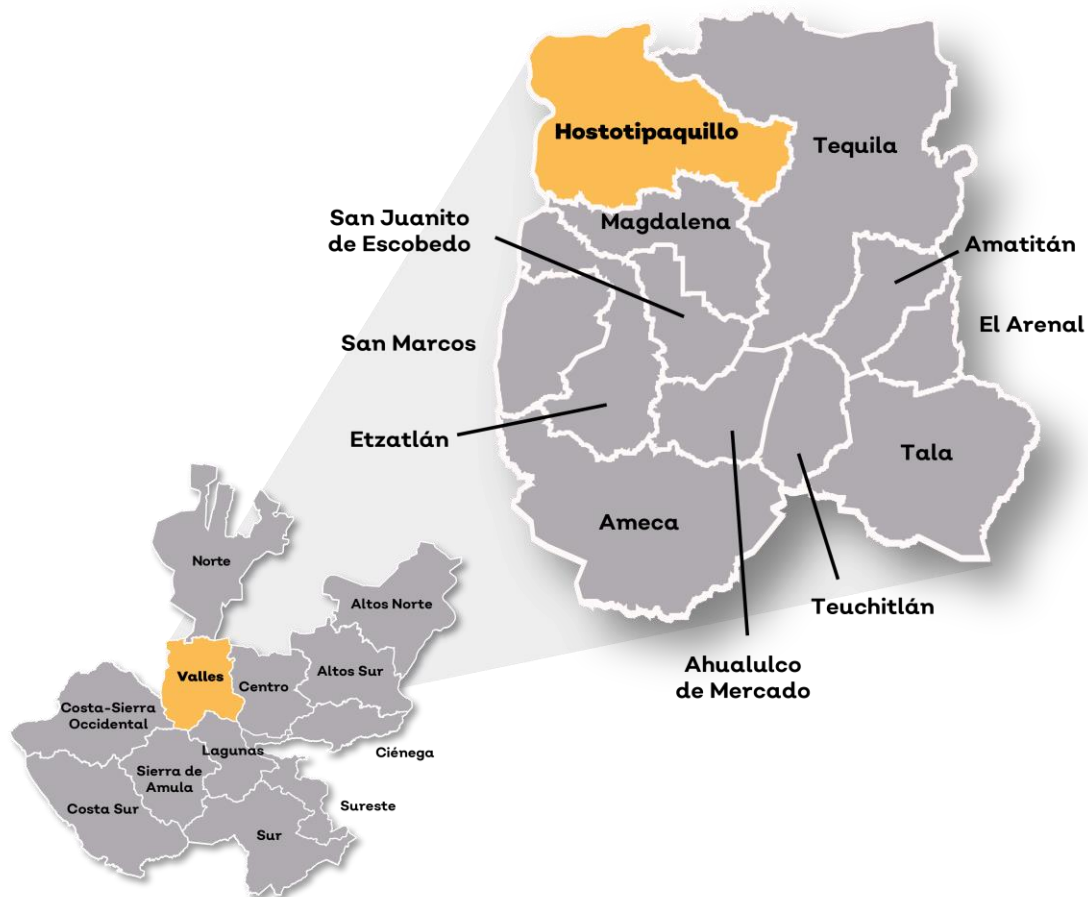 Hostotipaquillo
Tequila
San Juanito
de Escobedo
Magdalena
Amatitán
El Arenal
San Marcos
Etzatlán
Tala
Ameca
Teuchitlán
Ahualulco
de Mercado
Norte
Altos Norte
Valles
Altos Sur
Centro
Costa-Sierra
Occidental
Lagunas
Ciénega
Sierra de
Amula
Costa Sur
Sureste
Sur